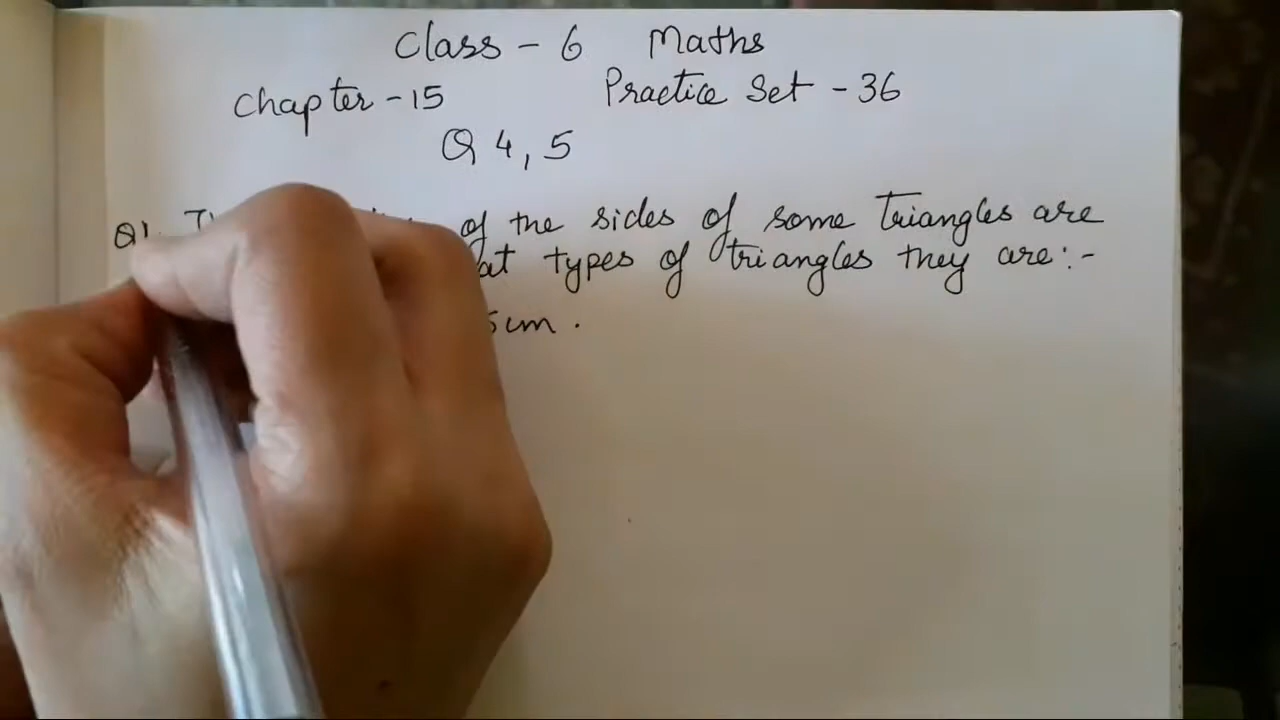 Class - 6 Maths
Chapter - 15 Practice Set - 36
Q 4, 5
of the sides of some Triangles are
types of triangles they are:-
5cm.